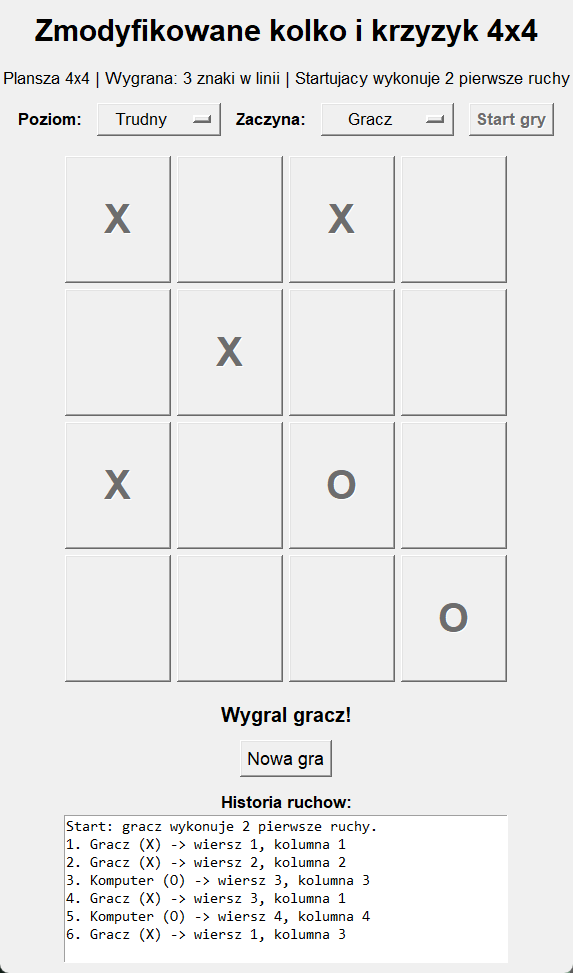 Zmodyfikowane kolko i krzyzyk 4x4
Plansza 4x4 | Wygrana: 3 znaki w linii | Startujacy wykonuje 2 pierwsze ruchy
Poziom: Trudny Zaczyna: Gracz Start gry
X X
X
X O
O
Wygral gracz!
Nowa gra
Historia ruchow:
Start: gracz wykonuje 2 pierwsze ruchy.
1. Gracz (X) -> wiersz 1, kolumna 1
2. Gracz (X) -> wiersz 2, kolumna 2
3. Komputer (O) -> wiersz 3, kolumna 3
4. Gracz (X) -> wiersz 3, kolumna 1
5. Komputer (O) -> wiersz 4, kolumna 4
6. Gracz (X) -> wiersz 1, kolumna 3